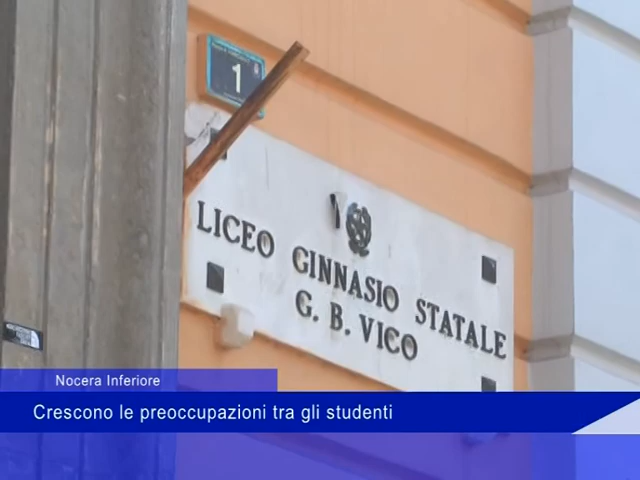 1
LICEO GINNASIO STATALE
G. B. VICO
Nocera Inferiore
Crescono le preoccupazioni tra gli studenti